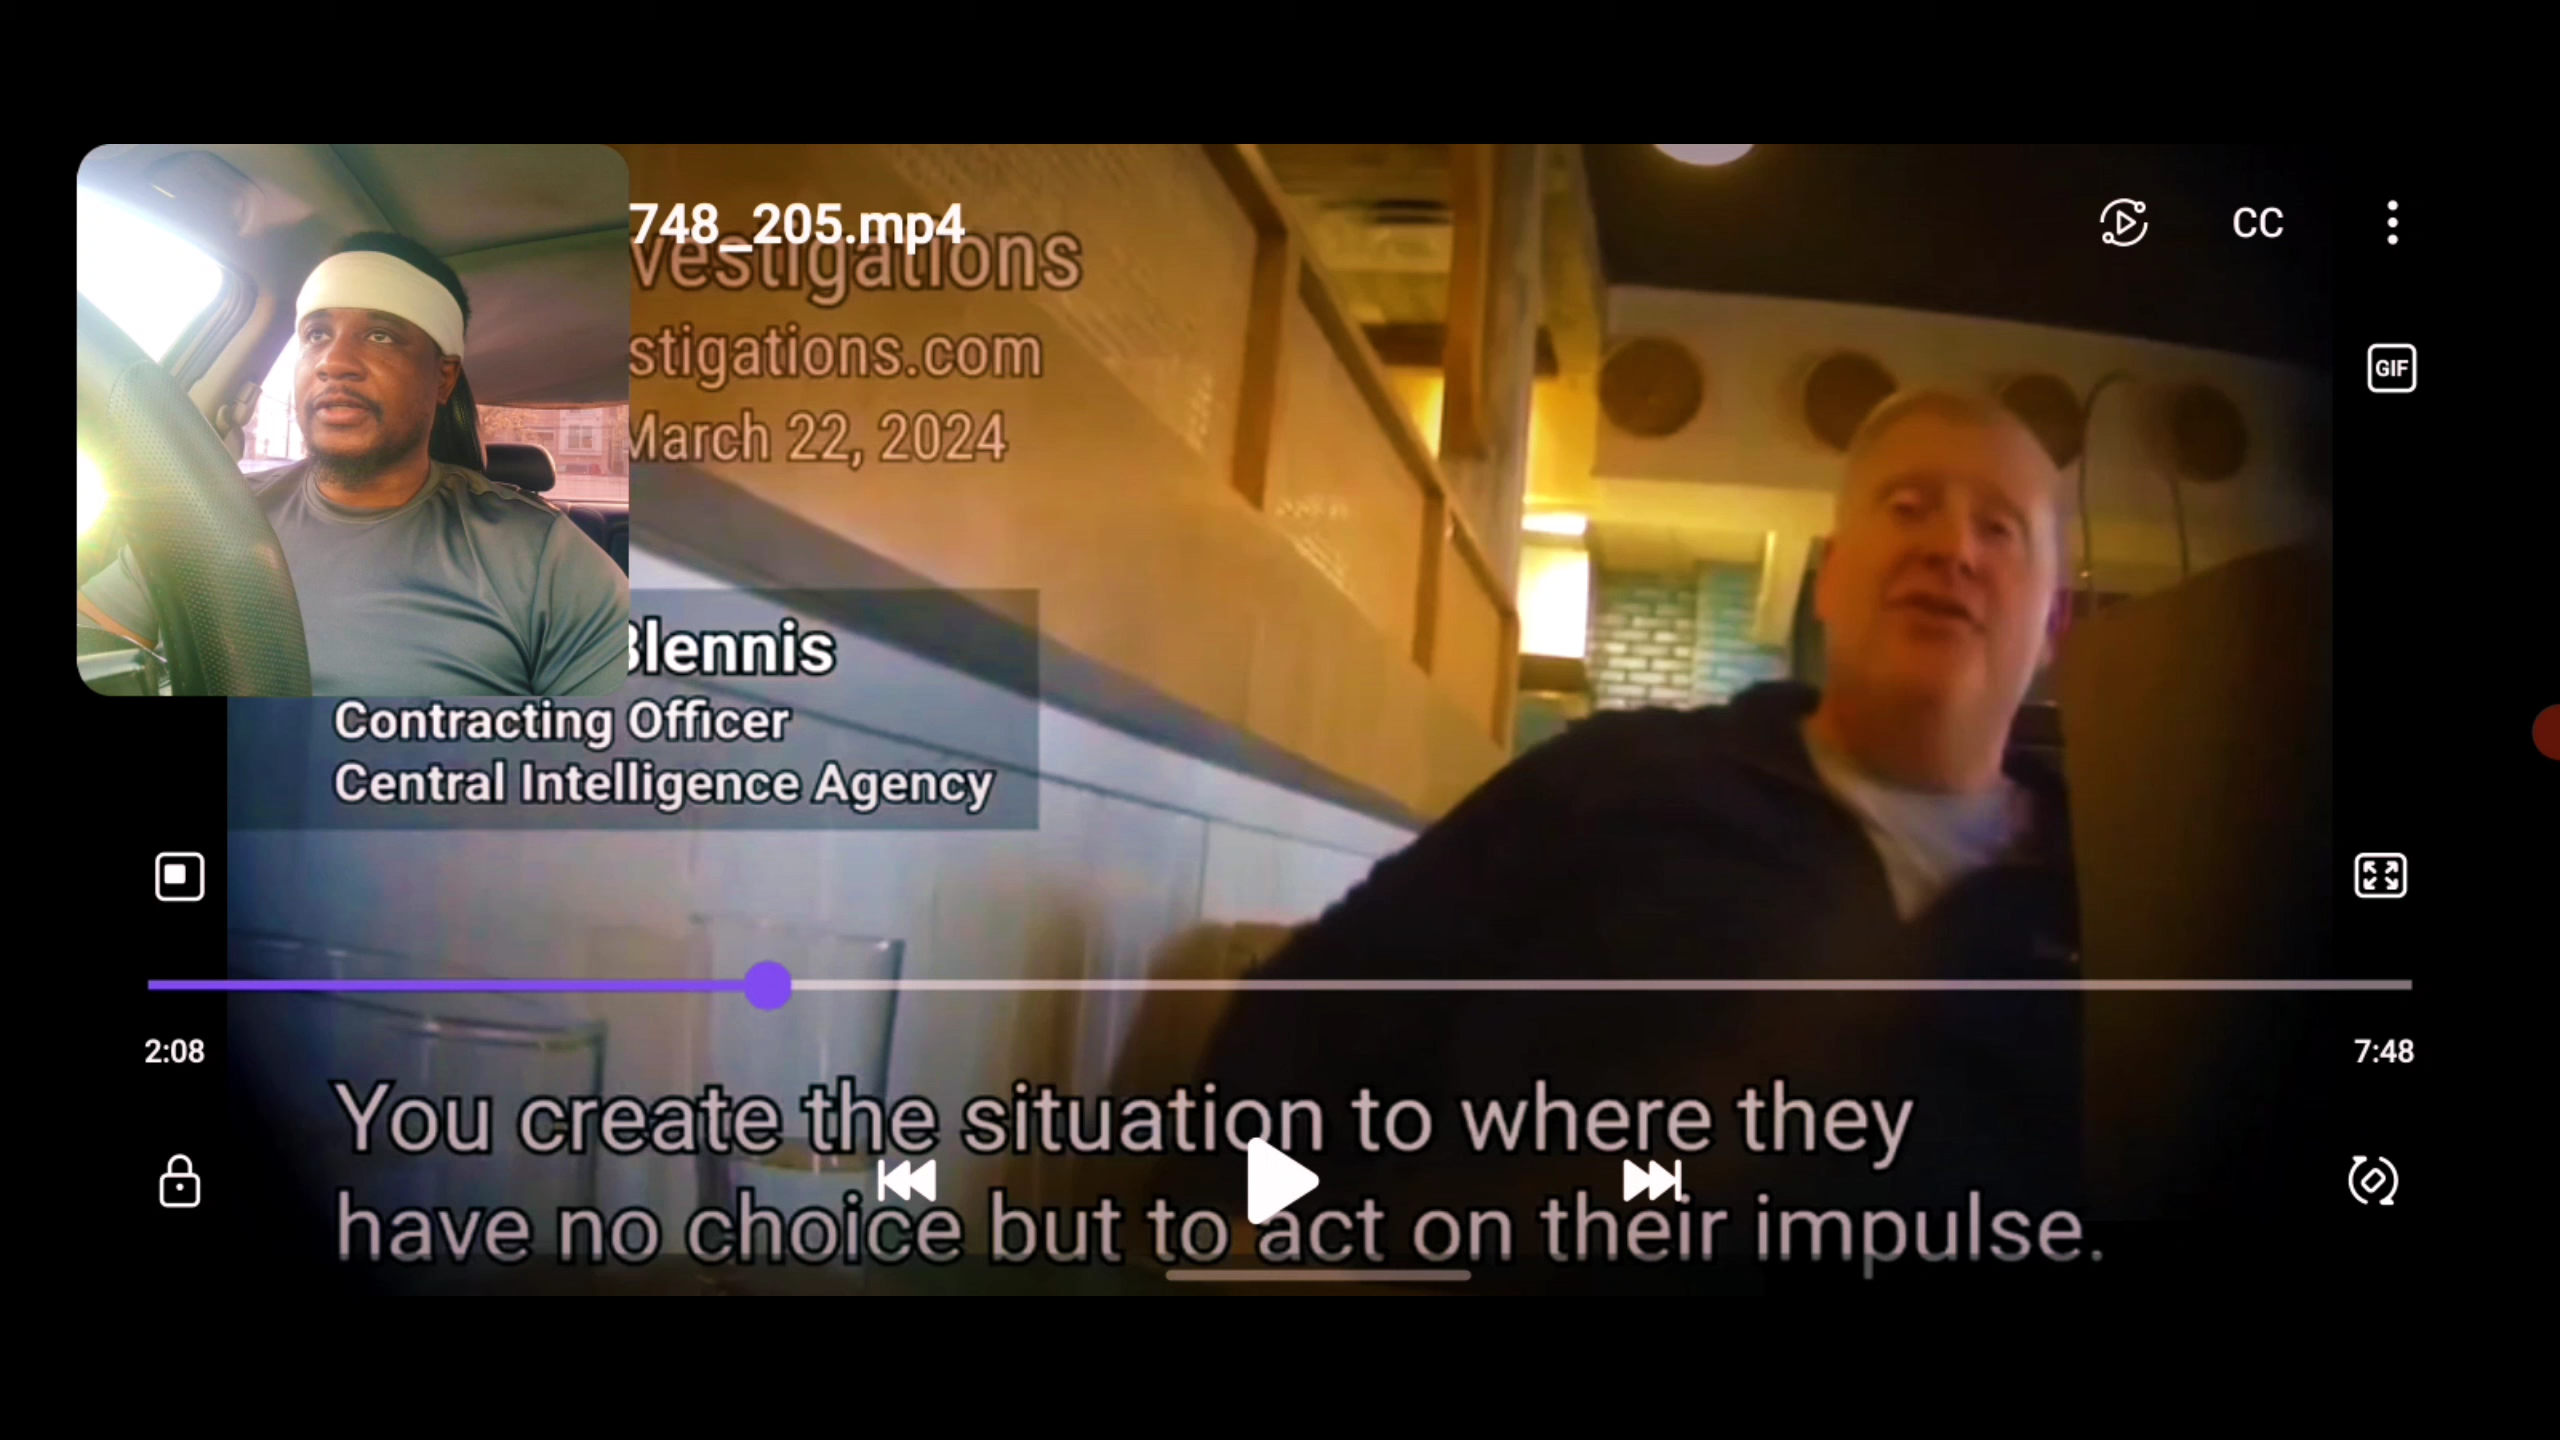 748_205.mp4
CC
vestigations
GIF
stigations.com
March 22, 2024
Blennis
Contracting Officer
Central Intelligence Agency
2:08
7:48
You create the situation to where they
have no choice but to act on their impulse.